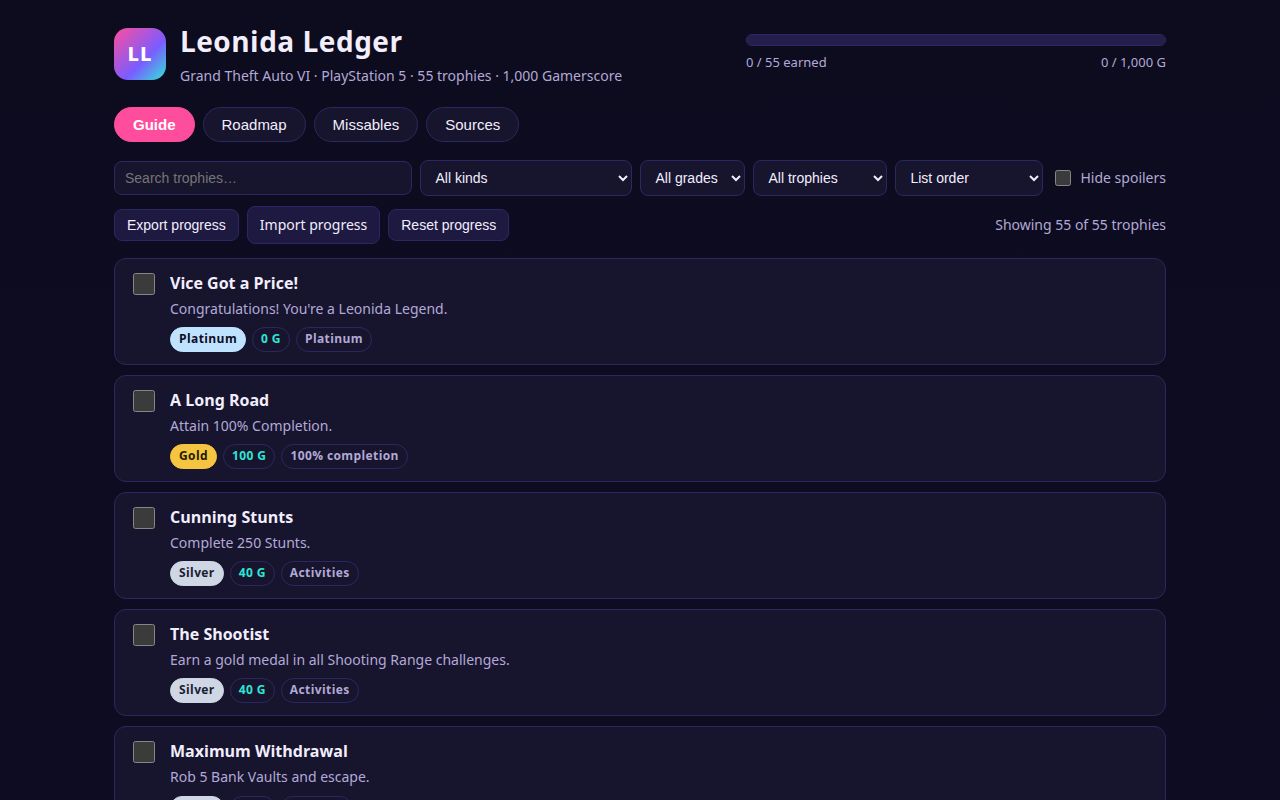 LL
Leonida Ledger
Grand Theft Auto VI · PlayStation 5 · 55 trophies · 1,000 Gamerscore
0 / 55 earned
0 / 1,000 G
Guide
Roadmap
Missables
Sources
Search trophies…
All kinds
All grades
All trophies
List order
Hide spoilers
Export progress
Import progress
Reset progress
Showing 55 of 55 trophies
Vice Got a Price!
Congratulations! You're a Leonida Legend.
Platinum
0 G
Platinum
A Long Road
Attain 100% Completion.
Gold
100 G
100% completion
Cunning Stunts
Complete 250 Stunts.
Silver
40 G
Activities
The Shootist
Earn a gold medal in all Shooting Range challenges.
Silver
40 G
Activities
Maximum Withdrawal
Rob 5 Bank Vaults and escape.